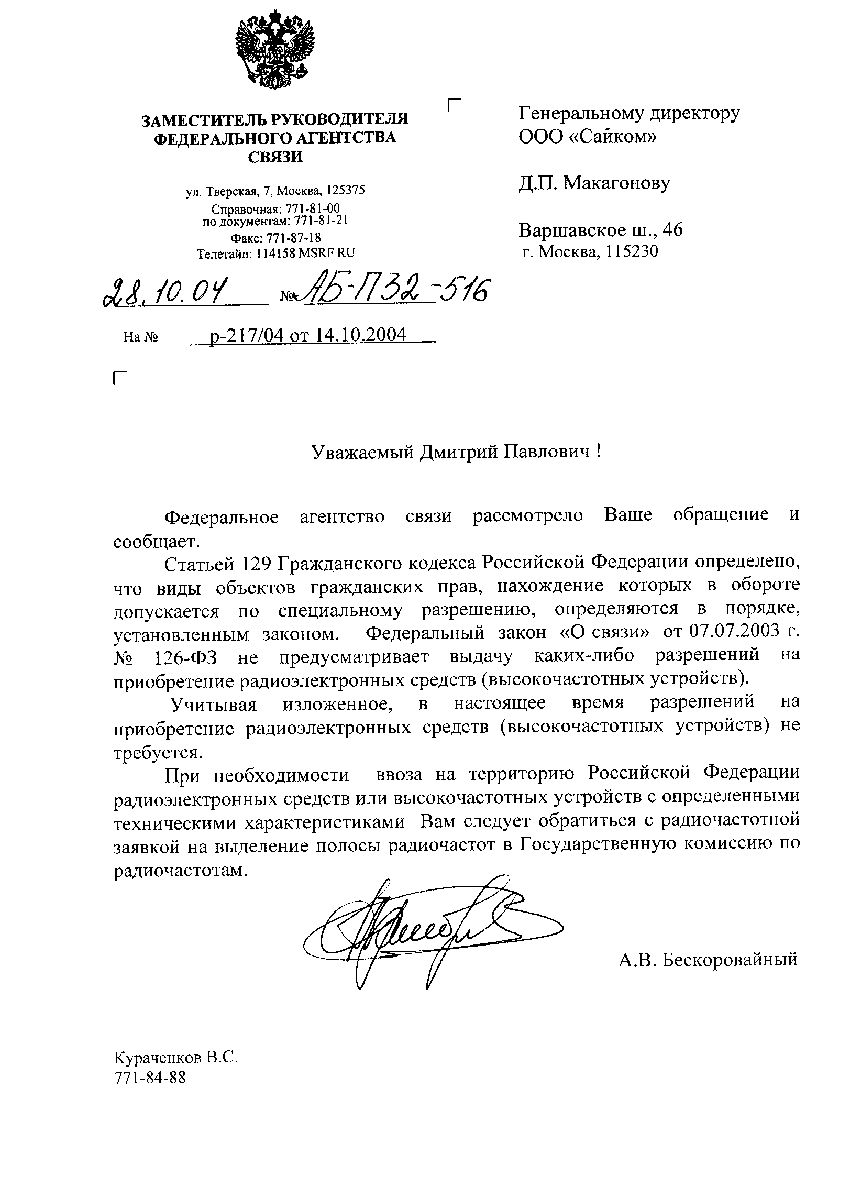 ЗАМЕСТИТЕЛЬ РУКОВОДИТЕЛЯ
ФЕДЕРАЛЬНОГО АГЕНТСТВА
СВЯЗИ
ул. Тверская, 7, Москва, 125375
Справочная: 771-81-00
по документам: 771-81-21
Факс: 771-87-18
Телетайп: 114158 MSRF RU
28.10.04 № АБ-П32-516
На № р-217/04 от 14.10.2004
Генеральному директору
ООО «Сайком»
Д.П. Макагонову
Варшавское ш., 46
г. Москва, 115230
Уважаемый Дмитрий Павлович !
Федеральное агентство связи рассмотрело Ваше обращение и
сообщает.
Статьей 129 Гражданского кодекса Российской Федерации определено,
что виды объектов гражданских прав, нахождение которых в обороте
допускается по специальному разрешению, определяются в порядке,
установленным законом. Федеральный закон «О связи» от 07.07.2003 г.
№ 126-ФЗ не предусматривает выдачу каких-либо разрешений на
приобретение радиоэлектронных средств (высокочастотных устройств).
Учитывая изложенное, в настоящее время разрешений на
приобретение радиоэлектронных средств (высокочастотных устройств) не
требуется.
При необходимости ввоза на территорию Российской Федерации
радиоэлектронных средств или высокочастотных устройств с определенными
техническими характеристиками Вам следует обратиться с радиочастотной
заявкой на выделение полосы радиочастот в Государственную комиссию по
радиочастотам.
А.В. Бескоровайный
Кураченков В.С.
771-84-88